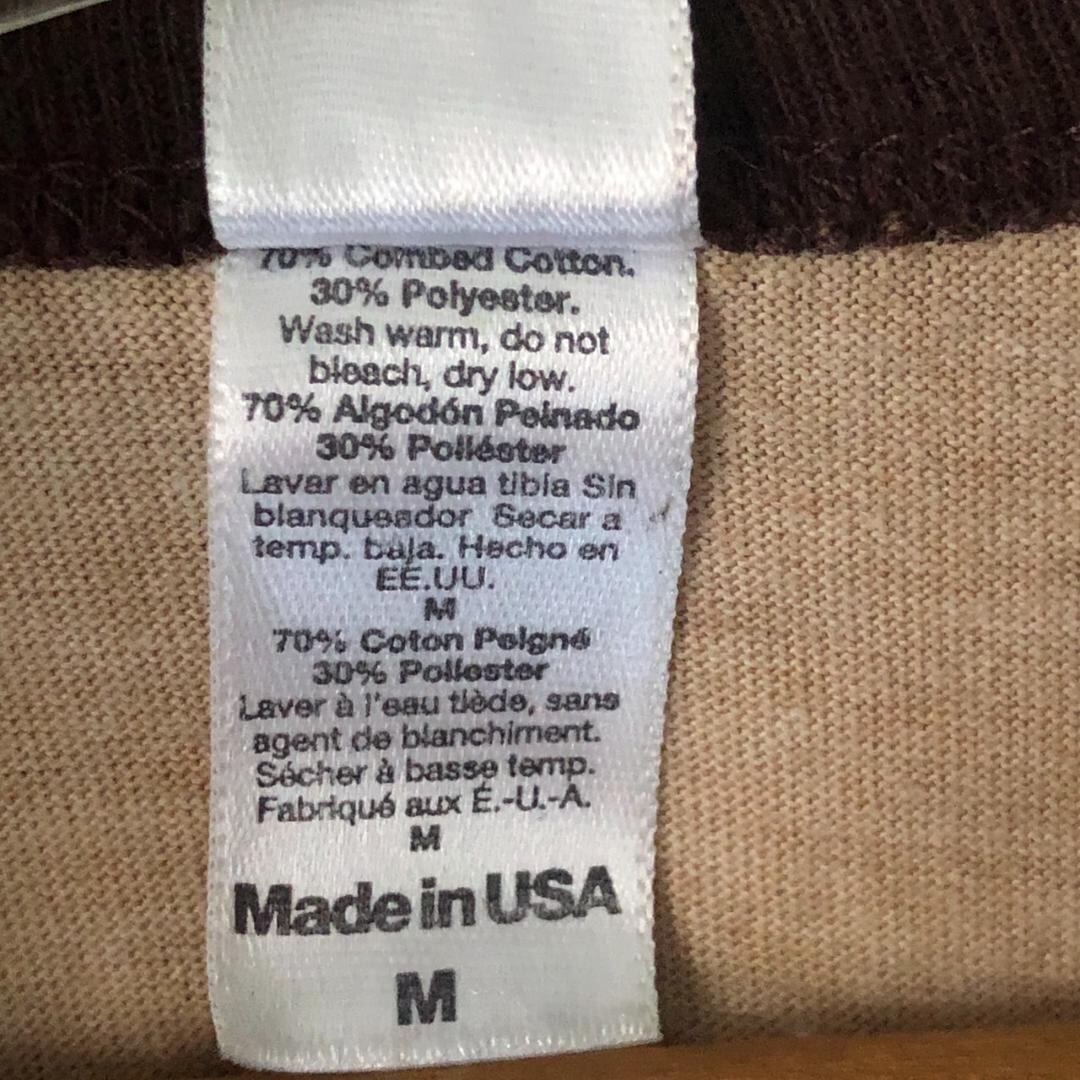 70% Combed Cotton.
30% Polyester.
Wash warm, do not
bleach, dry low.
70% Algodón Peinado
30% Poliéster
Lavar en agua tibia Sin
blanqueador Secar a
temp. baja. Hecho en
EE.UU.
M
70% Coton Peigné
30% Poliester
Laver à l'eau tiède, sans
agent de blanchiment.
Sécher à basse temp.
Fabriqué aux É.-U.-A.
M
Made in USA
M